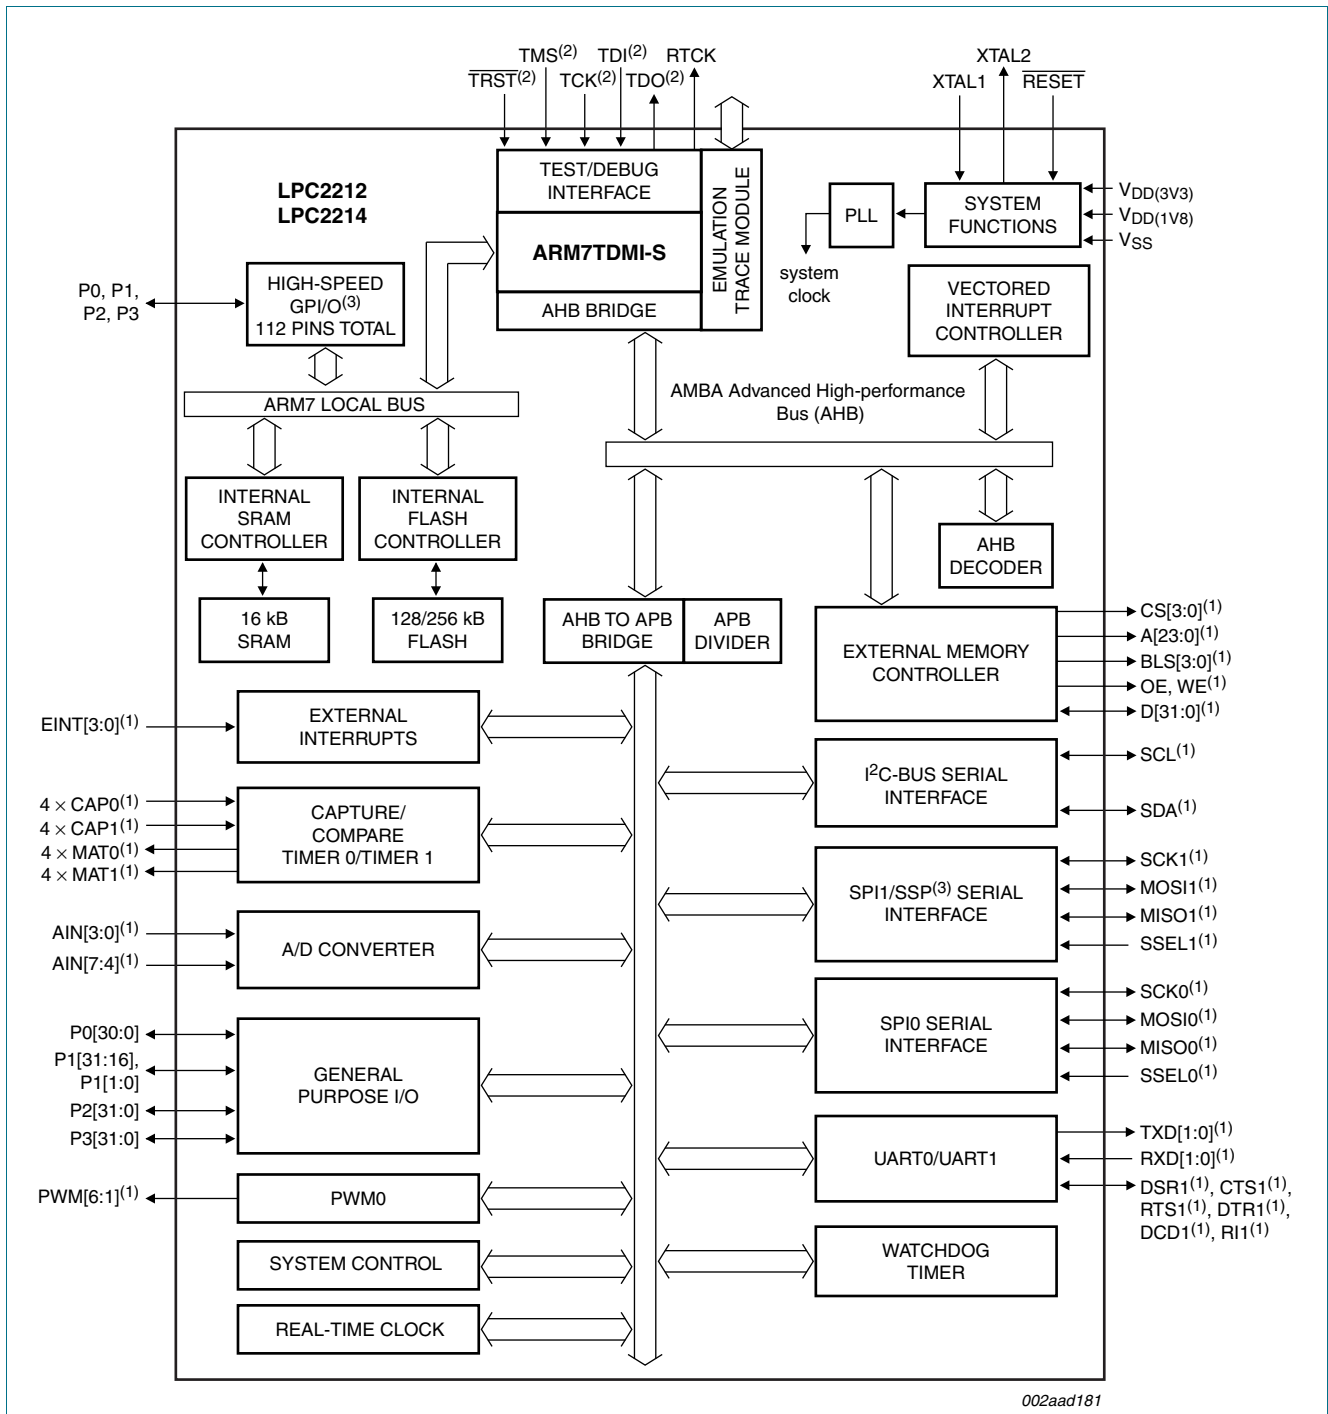 TMS(2) TDI(2) RTCK
TRST(2) TCK(2) TDO(2)
XTAL2
XTAL1 RESET
LPC2212
LPC2214
TEST/DEBUG
INTERFACE
ARM7TDMI-S
AHB BRIDGE
EMULATION
TRACE MODULE
PLL
system
clock
SYSTEM
FUNCTIONS
VDD(3V3)
VDD(1V8)
VSS
P0, P1,
P2, P3
HIGH-SPEED
GPI/O(3)
112 PINS TOTAL
VECTORED
INTERRUPT
CONTROLLER
ARM7 LOCAL BUS
AMBA Advanced High-performance
Bus (AHB)
INTERNAL
SRAM
CONTROLLER
INTERNAL
FLASH
CONTROLLER
AHB
DECODER
16 kB
SRAM
128/256 kB
FLASH
AHB TO APB
BRIDGE
APB
DIVIDER
EXTERNAL MEMORY
CONTROLLER
CS[3:0](1)
A[23:0](1)
BLS[3:0](1)
OE, WE(1)
D[31:0](1)
EINT[3:0](1)
EXTERNAL
INTERRUPTS
I2C-BUS SERIAL
INTERFACE
SCL(1)
SDA(1)
4 × CAP0(1)
4 × CAP1(1)
4 × MAT0(1)
4 × MAT1(1)
CAPTURE/
COMPARE
TIMER 0/TIMER 1
SPI1/SSP(3) SERIAL
INTERFACE
SCK1(1)
MOSI1(1)
MISO1(1)
SSEL1(1)
AIN[3:0](1)
AIN[7:4](1)
A/D CONVERTER
SPI0 SERIAL
INTERFACE
SCK0(1)
MOSI0(1)
MISO0(1)
SSEL0(1)
P0[30:0]
P1[31:16],
P1[1:0]
P2[31:0]
P3[31:0]
GENERAL
PURPOSE I/O
UART0/UART1
TXD[1:0](1)
RXD[1:0](1)
DSR1(1), CTS1(1),
RTS1(1), DTR1(1),
DCD1(1), RI1(1)
PWM[6:1](1)
PWM0
SYSTEM CONTROL
WATCHDOG
TIMER
REAL-TIME CLOCK
002aad181